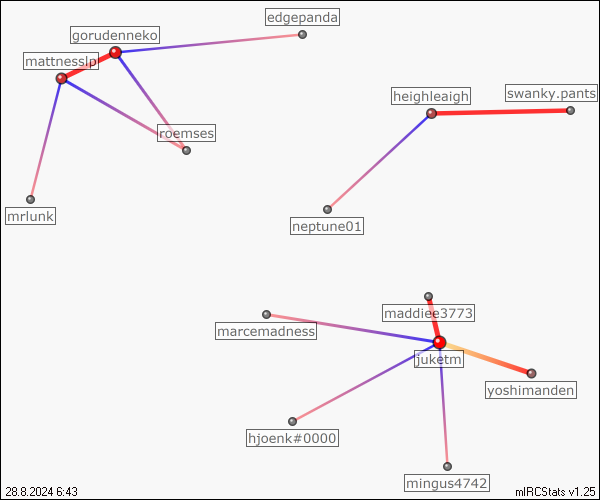 edgepanda
gorudenneko
mattnesslp
swanky.pants
heighleaigh
roemses
mrlunk
neptune01
maddiee3773
marcemadness
juketm
yoshimanden
hjoenk#0000
mingus4742
28.8.2024 6:43
mIRCStats v1.25